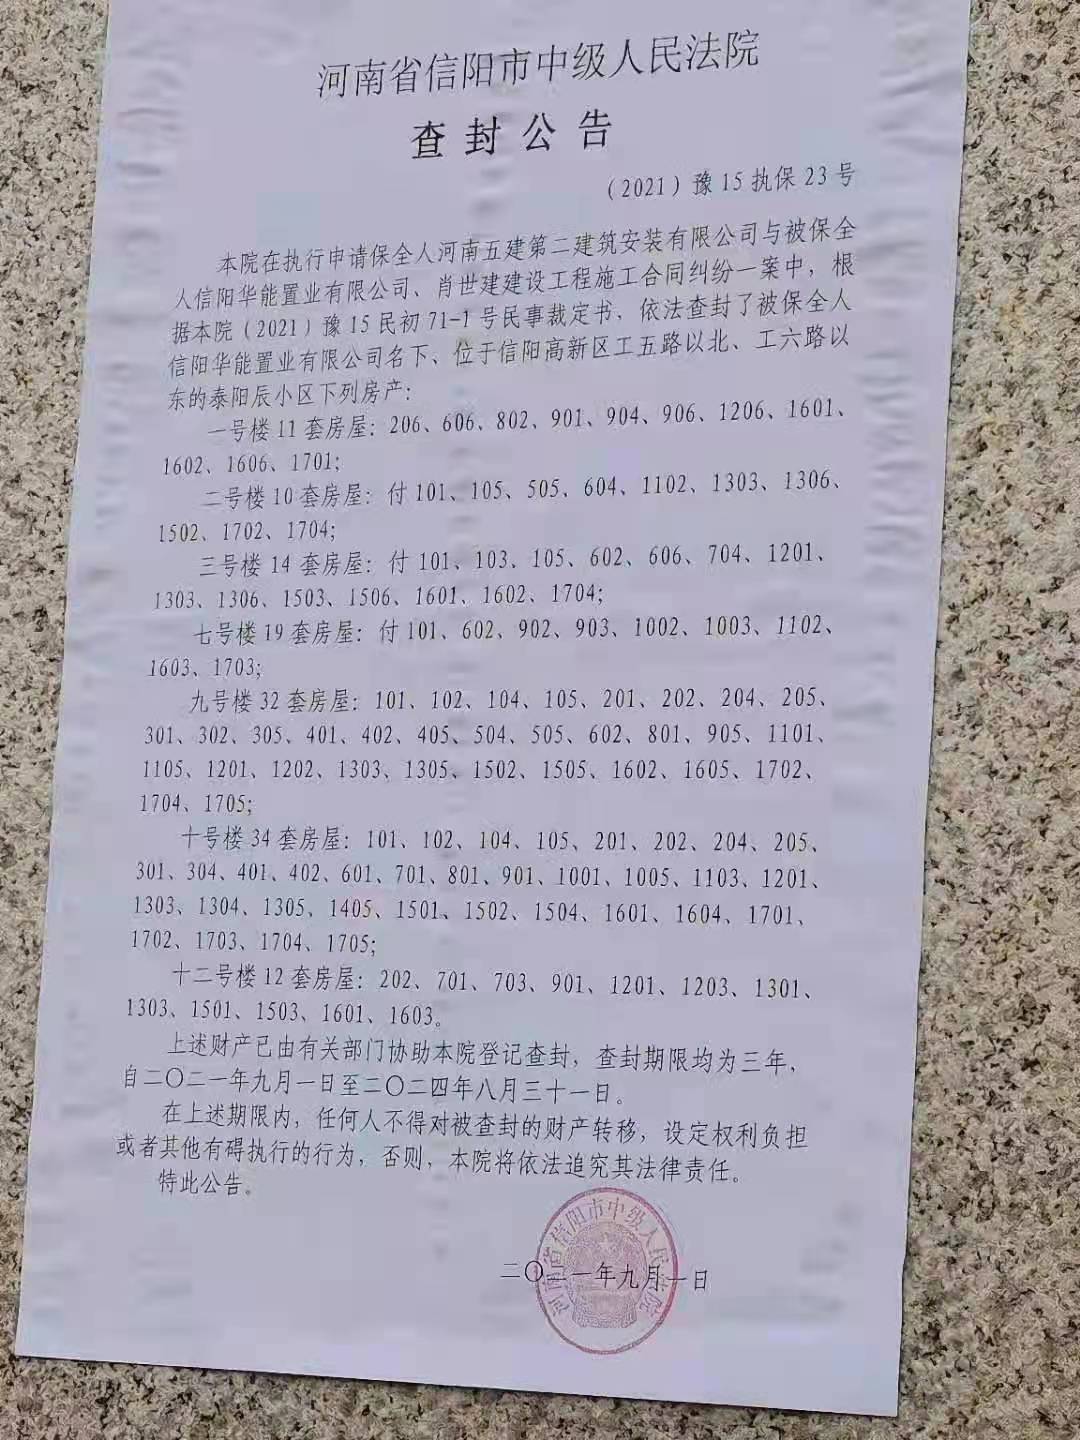 河南省信阳市中级人民法院
查封公告
（2021）豫15执保23号
本院在执行申请保全人河南五建第二建筑安装有限公司与被保全
人信阳华能置业有限公司、肖世建建设工程施工合同纠纷一案中，根
据本院（2021）豫15民初71-1号民事裁定书，依法查封了被保全人
信阳华能置业有限公司名下、位于信阳高新区工五路以北、工六路以
东的泰阳辰小区下列房产：
一号楼11套房屋：206、606、802、901、904、906、1206、1601、
1602、1606、1701；
二号楼10套房屋：付101、105、505、604、1102、1303、1306、
1502、1702、1704；
三号楼14套房屋：付101、103、105、602、606、704、1201、
1303、1306、1503、1506、1601、1602、1704；
七号楼19套房屋：付101、602、902、903、1002、1003、1102、
1603、1703；
九号楼32套房屋：101、102、104、105、201、202、204、205、
301、302、305、401、402、405、504、505、602、801、905、1101、
1105、1201、1202、1303、1305、1502、1505、1602、1605、1702、
1704、1705；
十号楼34套房屋：101、102、104、105、201、202、204、205、
301、304、401、402、601、701、801、901、1001、1005、1103、1201、
1303、1304、1305、1405、1501、1502、1504、1601、1604、1701、
1702、1703、1704、1705；
十二号楼12套房屋：202、701、703、901、1201、1203、1301、
1303、1501、1503、1601、1603。
上述财产已由有关部门协助本院登记查封，查封期限均为三年，
自二〇二一年九月一日至二〇二四年八月三十一日。
在上述期限内，任何人不得对被查封的财产转移，设定权利负担
或者其他有碍执行的行为，否则，本院将依法追究其法律责任。
特此公告。
河南省信阳市中级人民法院
二〇二一年九月一日